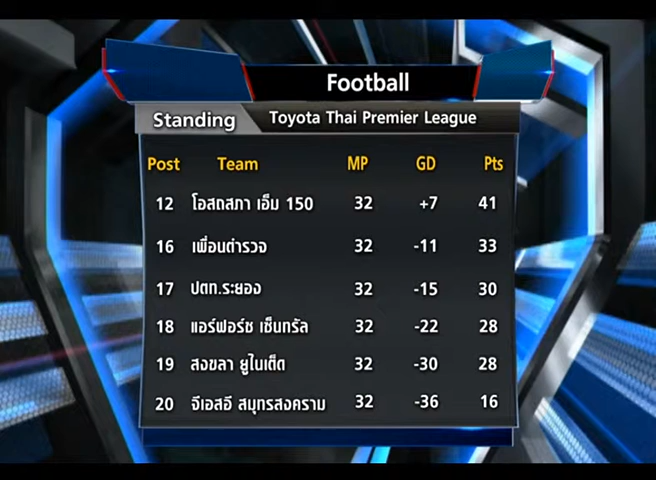 Football
Standing Toyota Thai Premier League
Post Team MP GD Pts
12 โอสถสภา เอ็ม 150 32 +7 41
16 เพื่อนตำรวจ 32 -11 33
17 ปตท.ระยอง 32 -15 30
18 แอร์ฟอร์ซ เซ็นทรัล 32 -22 28
19 สงขลา ยูไนเต็ด 32 -30 28
20 จีเอสอี สมุทรสงคราม 32 -36 16